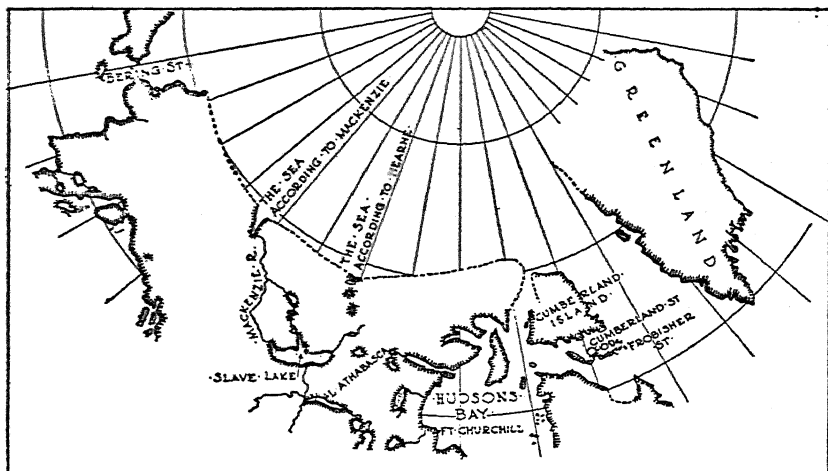 BERING·ST·
GREENLAND
THE·SEA
ACCORDING·TO·MACKENZIE
THE·SEA·
ACCORDING·TO·HEARNE·
MACKENZIE·R.
CUMBERLAND·
ISLAND·
CUMBERLAND·ST
FROBISHER
ST.
·SLAVE·LAKE
L·ATHABASCA
·HUDSONS·
BAY
FT·CHURCHILL